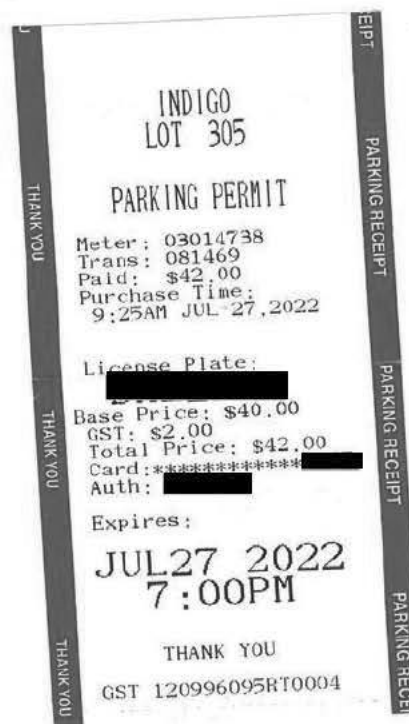 INDIGO
LOT 305
PARKING PERMIT
Meter: 03014738
Trans: 081469
Paid: $42.00
Purchase Time:
9:25AM JUL 27,2022
License Plate:
Base Price: $40.00
GST: $2.00
Total Price: $42.00
Card:************
Auth:
Expires:
JUL27 2022
7:00PM
THANK YOU
GST 120996095RT0004
THANK YOU
THANK YOU
THANK YOU
PARKING RECEIPT
PARKING RECEIPT